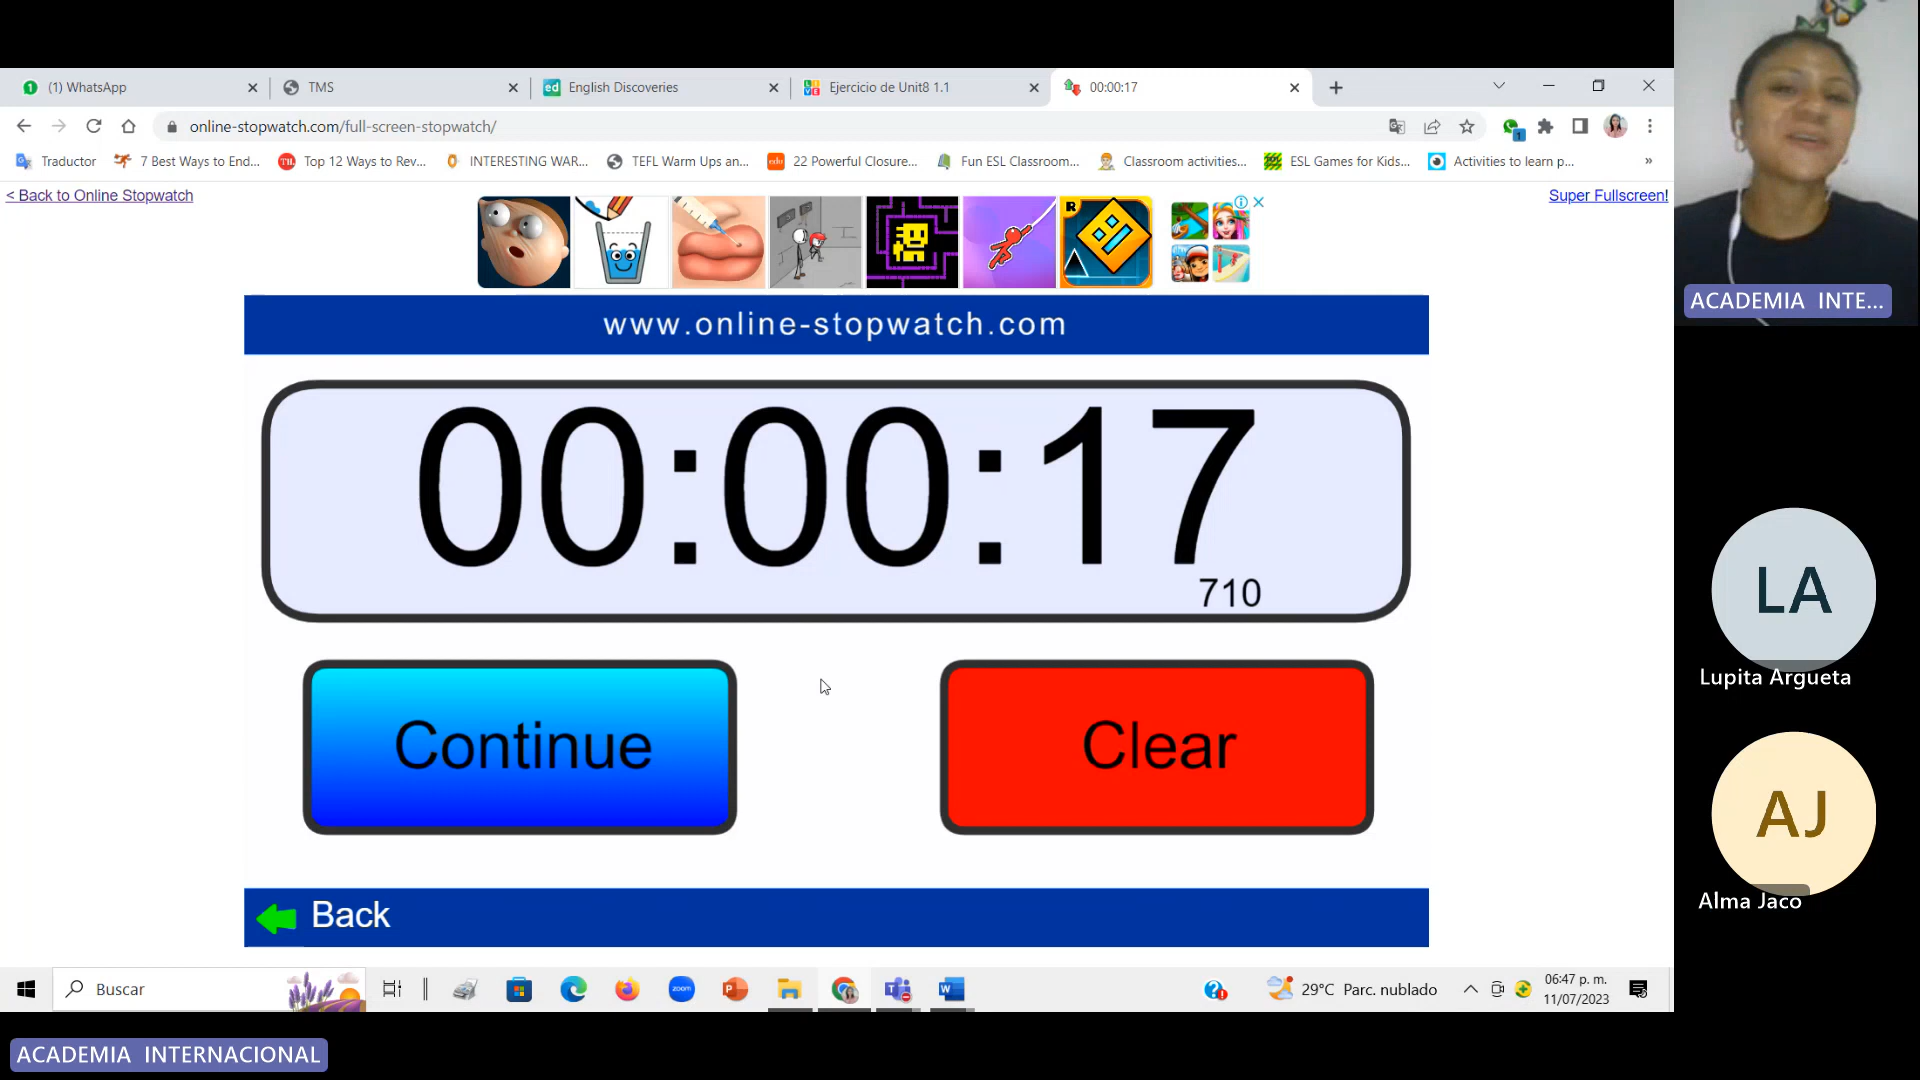 (1) WhatsApp
TMS
English Discoveries
Ejercicio de Unit8 1.1
00:00:17
online-stopwatch.com/full-screen-stopwatch/
Traductor
7 Best Ways to End...
Top 12 Ways to Rev...
INTERESTING WAR...
TEFL Warm Ups an...
22 Powerful Closure...
Fun ESL Classroom...
Classroom activities...
ESL Games for Kids...
Activities to learn p...
< Back to Online Stopwatch
Super Fullscreen!
www.online-stopwatch.com
00:00:17
710
Continue
Clear
Back
Buscar
29°C Parc. nublado
06:47 p. m.
11/07/2023
ACADEMIA INTERNACIONAL
ACADEMIA INTE...
LA
Lupita Argueta
AJ
Alma Jaco